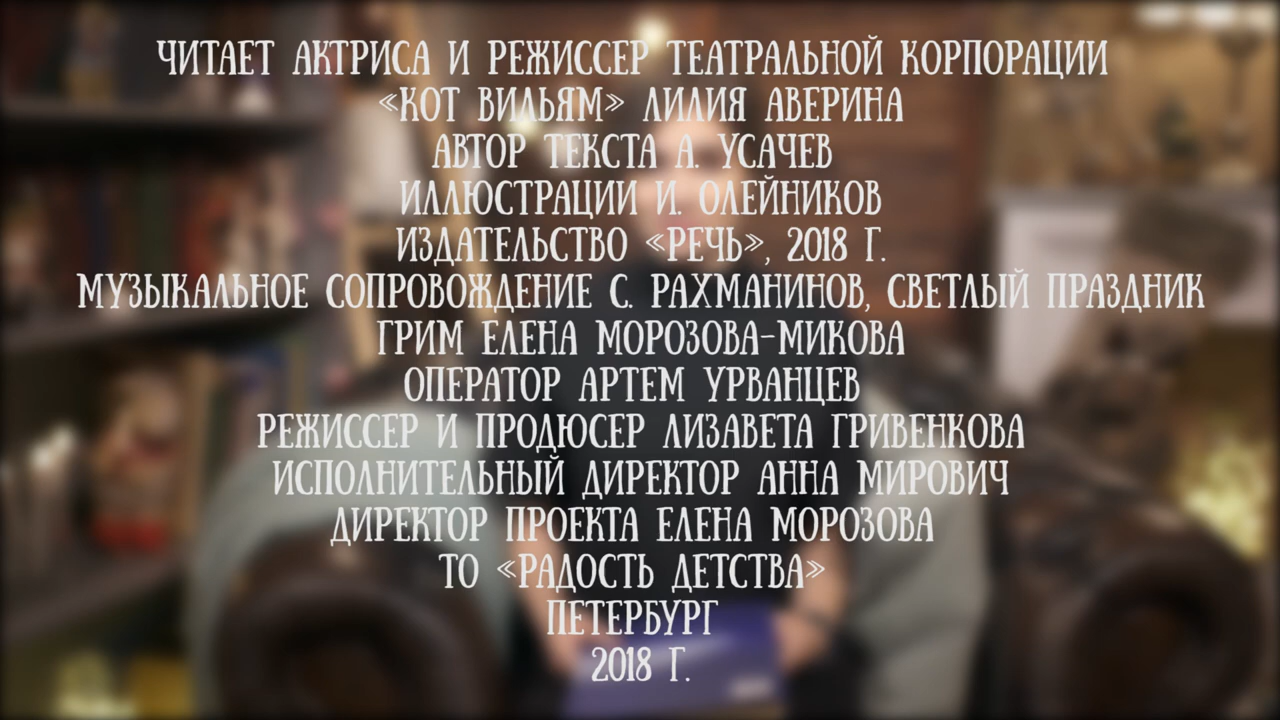 ЧИТАЕТ АКТРИСА И РЕЖИССЕР ТЕАТРАЛЬНОЙ КОРПОРАЦИИ
«КОТ ВИЛЬЯМ» ЛИЛИЯ АВЕРИНА
АВТОР ТЕКСТА А. УСАЧЕВ
ИЛЛЮСТРАЦИИ И. ОЛЕЙНИКОВ
ИЗДАТЕЛЬСТВО «РЕЧЬ», 2018 Г.
МУЗЫКАЛЬНОЕ СОПРОВОЖДЕНИЕ С. РАХМАНИНОВ, СВЕТЛЫЙ ПРАЗДНИК
ГРИМ ЕЛЕНА МОРОЗОВА-МИКОВА
ОПЕРАТОР АРТЕМ УРВАНЦЕВ
РЕЖИССЕР И ПРОДЮСЕР ЛИЗАВЕТА ГРИВЕНКОВА
ИСПОЛНИТЕЛЬНЫЙ ДИРЕКТОР АННА МИРОВИЧ
ДИРЕКТОР ПРОЕКТА ЕЛЕНА МОРОЗОВА
ТО «РАДОСТЬ ДЕТСТВА»
ПЕТЕРБУРГ
2018 Г.